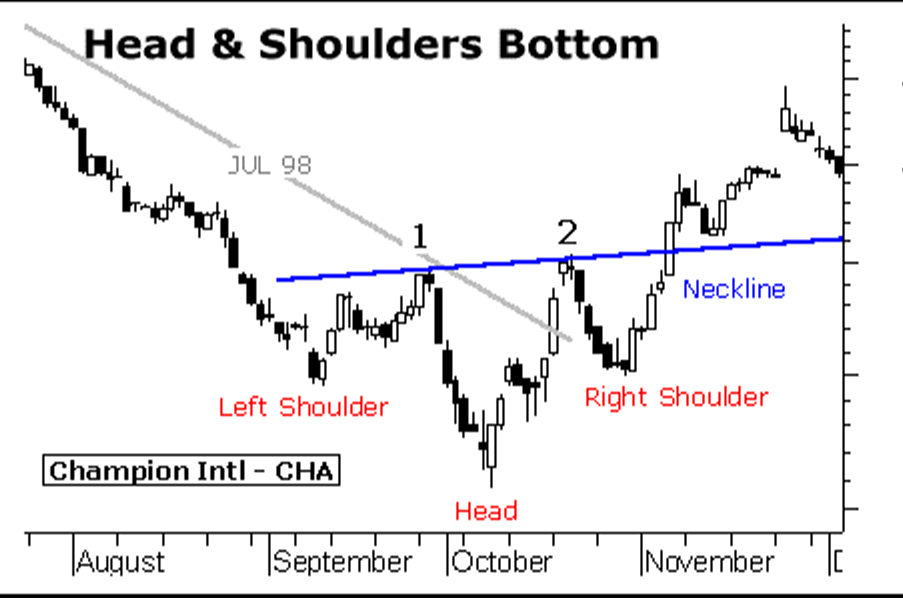 Head & Shoulders Bottom
JUL 98
1
2
Neckline
Left Shoulder
Right Shoulder
Champion Intl - CHA
Head
August
September
October
November